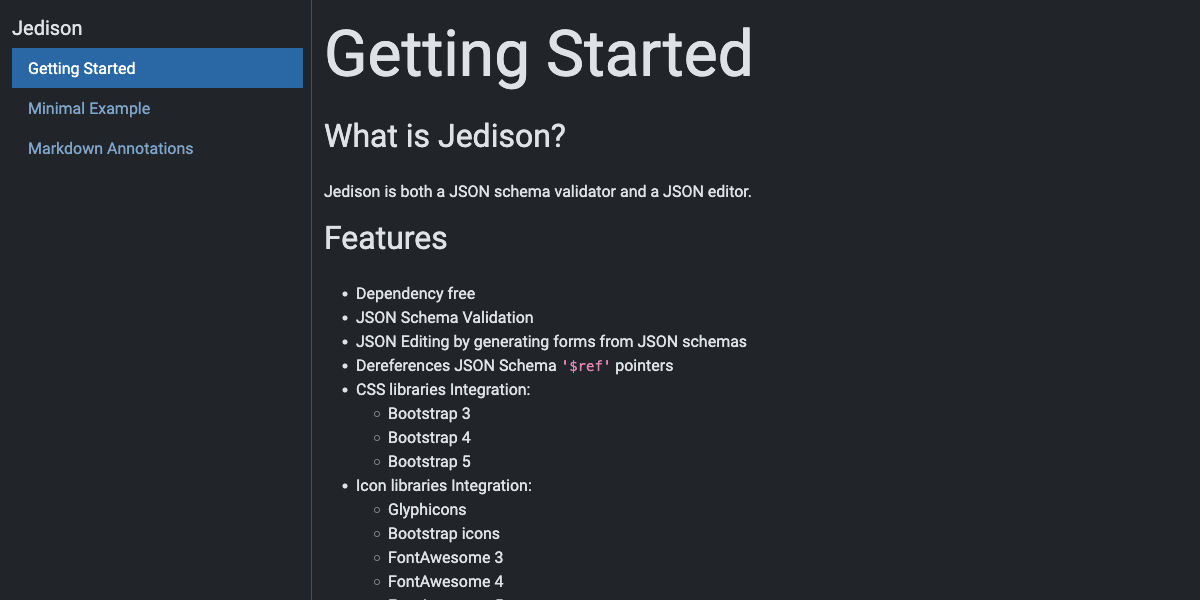 Jedison
Getting Started
Minimal Example
Markdown Annotations
Getting Started
What is Jedison?
Jedison is both a JSON schema validator and a JSON editor.
Features
• Dependency free
• JSON Schema Validation
• JSON Editing by generating forms from JSON schemas
• Dereferences JSON Schema '$ref' pointers
• CSS libraries Integration:
○ Bootstrap 3
○ Bootstrap 4
○ Bootstrap 5
• Icon libraries Integration:
○ Glyphicons
○ Bootstrap icons
○ FontAwesome 3
○ FontAwesome 4